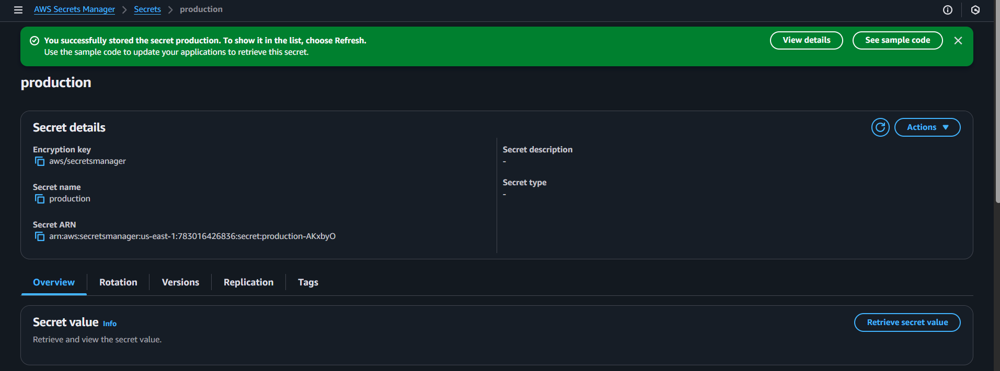 AWS Secrets Manager > Secrets > production
You successfully stored the secret production. To show it in the list, choose Refresh.
Use the sample code to update your applications to retrieve this secret.
View details
See sample code
production
Secret details
Actions
Encryption key
aws/secretsmanager
Secret name
production
Secret ARN
arn:aws:secretsmanager:us-east-1:783016426836:secret:production-AKxbyO
Secret description
-
Secret type
-
Overview
Rotation
Versions
Replication
Tags
Secret value Info
Retrieve and view the secret value.
Retrieve secret value